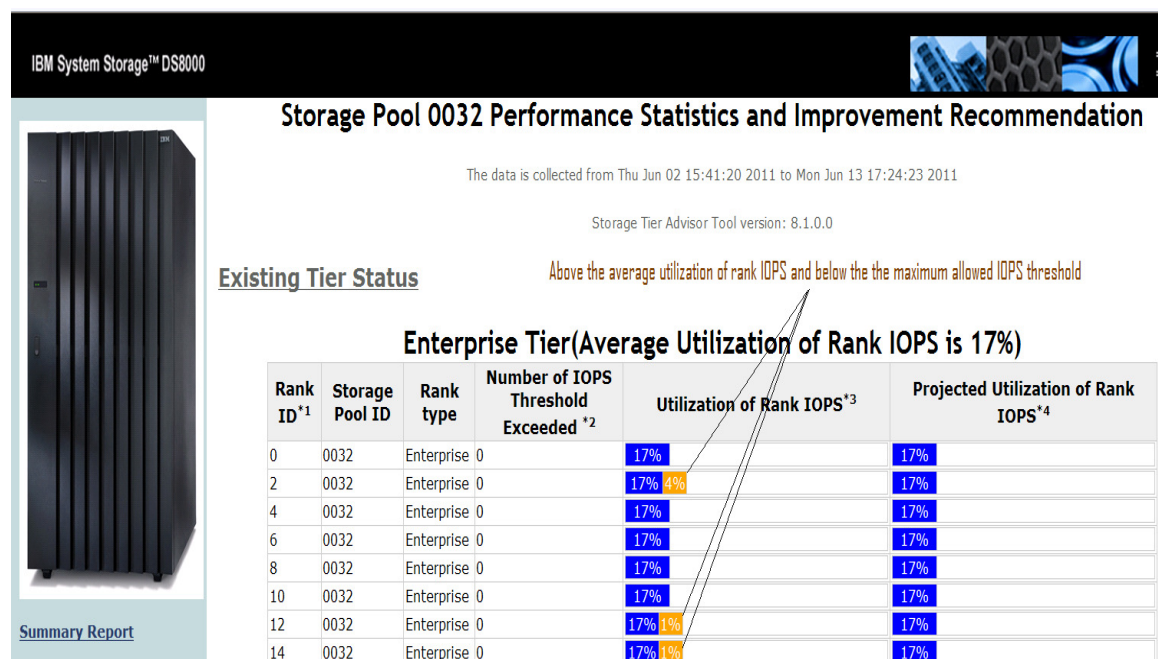 IBM System Storage™ DS8000
IBM
Storage Pool 0032 Performance Statistics and Improvement Recommendation
The data is collected from Thu Jun 02 15:41:20 2011 to Mon Jun 13 17:24:23 2011
Storage Tier Advisor Tool version: 8.1.0.0
Existing Tier Status
Above the average utilization of rank IOPS and below the the maximum allowed IOPS threshold
Enterprise Tier(Average Utilization of Rank IOPS is 17%)
Rank ID*1 Storage Pool ID Rank type Number of IOPS Threshold Exceeded *2 Utilization of Rank IOPS*3 Projected Utilization of Rank IOPS*4
0 0032 Enterprise 0 17% 17%
2 0032 Enterprise 0 17% 4% 17%
4 0032 Enterprise 0 17% 17%
6 0032 Enterprise 0 17% 17%
8 0032 Enterprise 0 17% 17%
10 0032 Enterprise 0 17% 17%
12 0032 Enterprise 0 17% 1% 17%
14 0032 Enterprise 0 17% 1% 17%
Summary Report